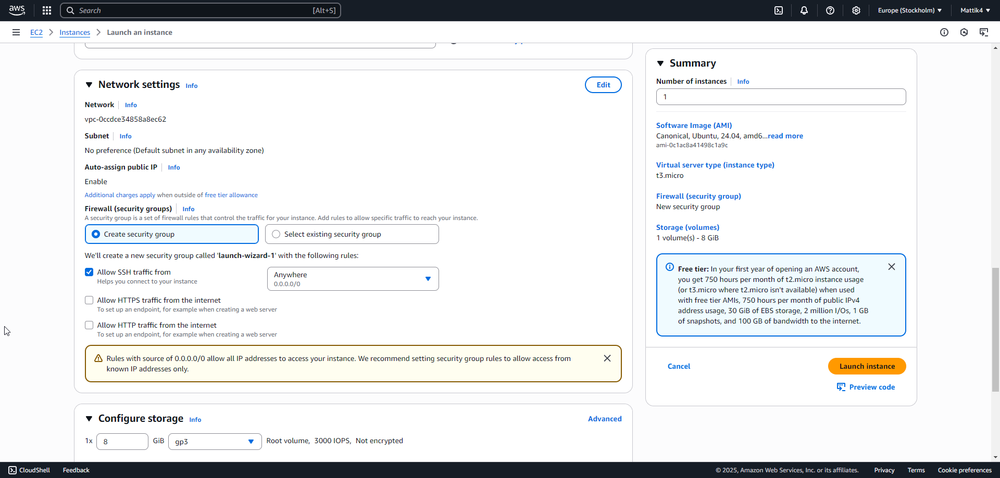 aws
Search
[Alt+S]
Europe (Stockholm)
Mattik4
EC2
Instances
Launch an instance
Network settings
Info
Edit
Network
Info
vpc-0ccdce34858a8ec62
Subnet
Info
No preference (Default subnet in any availability zone)
Auto-assign public IP
Info
Enable
Additional charges apply when outside of free tier allowance
Firewall (security groups)
Info
A security group is a set of firewall rules that control the traffic for your instance. Add rules to allow specific traffic to reach your instance.
Create security group
Select existing security group
We'll create a new security group called 'launch-wizard-1' with the following rules:
Allow SSH traffic from
Helps you connect to your instance
Anywhere
0.0.0.0/0
Allow HTTPS traffic from the internet
To set up an endpoint, for example when creating a web server
Allow HTTP traffic from the internet
To set up an endpoint, for example when creating a web server
Rules with source of 0.0.0.0/0 allow all IP addresses to access your instance. We recommend setting security group rules to allow access from
known IP addresses only.
Configure storage
Info
Advanced
1x
8
GiB
gp3
Root volume, 3000 IOPS, Not encrypted
Summary
Number of instances
Info
1
Software Image (AMI)
Canonical, Ubuntu, 24.04, amd6...read more
ami-0c1ac8a41498c1a9c
Virtual server type (instance type)
t3.micro
Firewall (security group)
New security group
Storage (volumes)
1 volume(s) - 8 GiB
Free tier: In your first year of opening an AWS account,
you get 750 hours per month of t2.micro instance usage
(or t3.micro where t2.micro isn't available) when used
with free tier AMIs, 750 hours per month of public IPv4
address usage, 30 GiB of EBS storage, 2 million I/Os, 1 GB
of snapshots, and 100 GB of bandwidth to the internet.
Cancel
Launch instance
Preview code
CloudShell
Feedback
© 2025, Amazon Web Services, Inc. or its affiliates.
Privacy
Terms
Cookie preferences